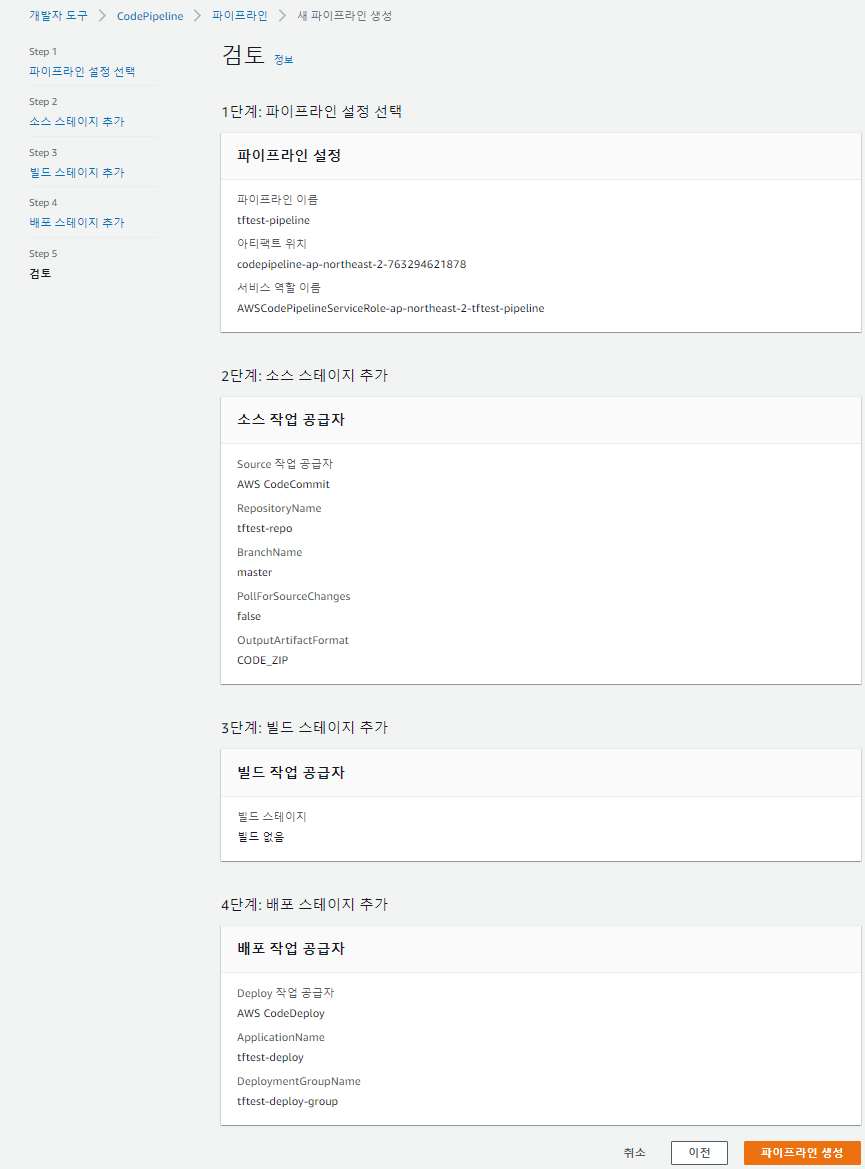 개발자 도구 > CodePipeline > 파이프라인 > 새 파이프라인 생성
Step 1
파이프라인 설정 선택
Step 2
소스 스테이지 추가
Step 3
빌드 스테이지 추가
Step 4
배포 스테이지 추가
Step 5
검토
검토 정보
1단계: 파이프라인 설정 선택
파이프라인 설정
파이프라인 이름
tftest-pipeline
아티팩트 위치
codepipeline-ap-northeast-2-763294621878
서비스 역할 이름
AWSCodePipelineServiceRole-ap-northeast-2-tftest-pipeline
2단계: 소스 스테이지 추가
소스 작업 공급자
Source 작업 공급자
AWS CodeCommit
RepositoryName
tftest-repo
BranchName
master
PollForSourceChanges
false
OutputArtifactFormat
CODE_ZIP
3단계: 빌드 스테이지 추가
빌드 작업 공급자
빌드 스테이지
빌드 없음
4단계: 배포 스테이지 추가
배포 작업 공급자
Deploy 작업 공급자
AWS CodeDeploy
ApplicationName
tftest-deploy
DeploymentGroupName
tftest-deploy-group
취소 이전 파이프라인 생성